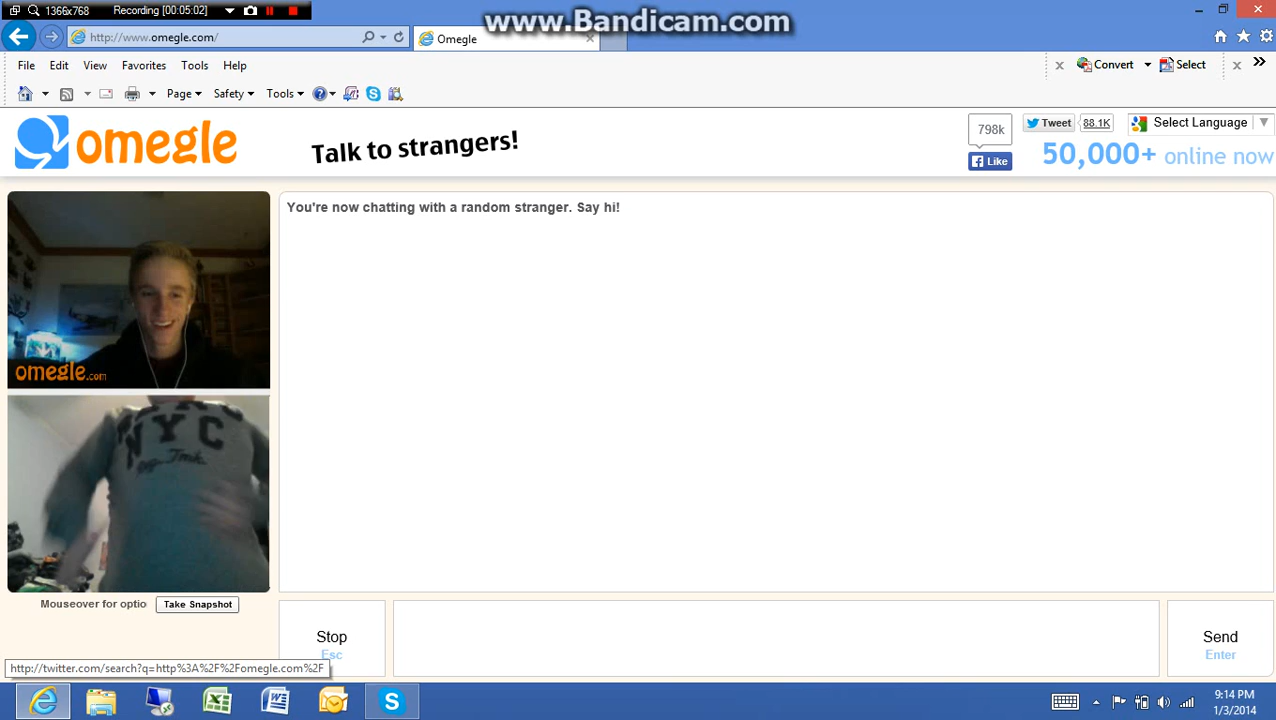 1366x768 Recording [00:05:02]
www.Bandicam.com
http://www.omegle.com/
Omegle
File Edit View Favorites Tools Help
Convert Select
Page Safety Tools
omegle
Talk to strangers!
798k
Like
Tweet 88.1K
Select Language
50,000+ online now
You're now chatting with a random stranger. Say hi!
omegle.com
NYC
Mouseover for optio Take Snapshot
Stop
Esc
Send
Enter
http://twitter.com/search?q=http%3A%2F%2Fomegle.com%2F
9:14 PM
1/3/2014